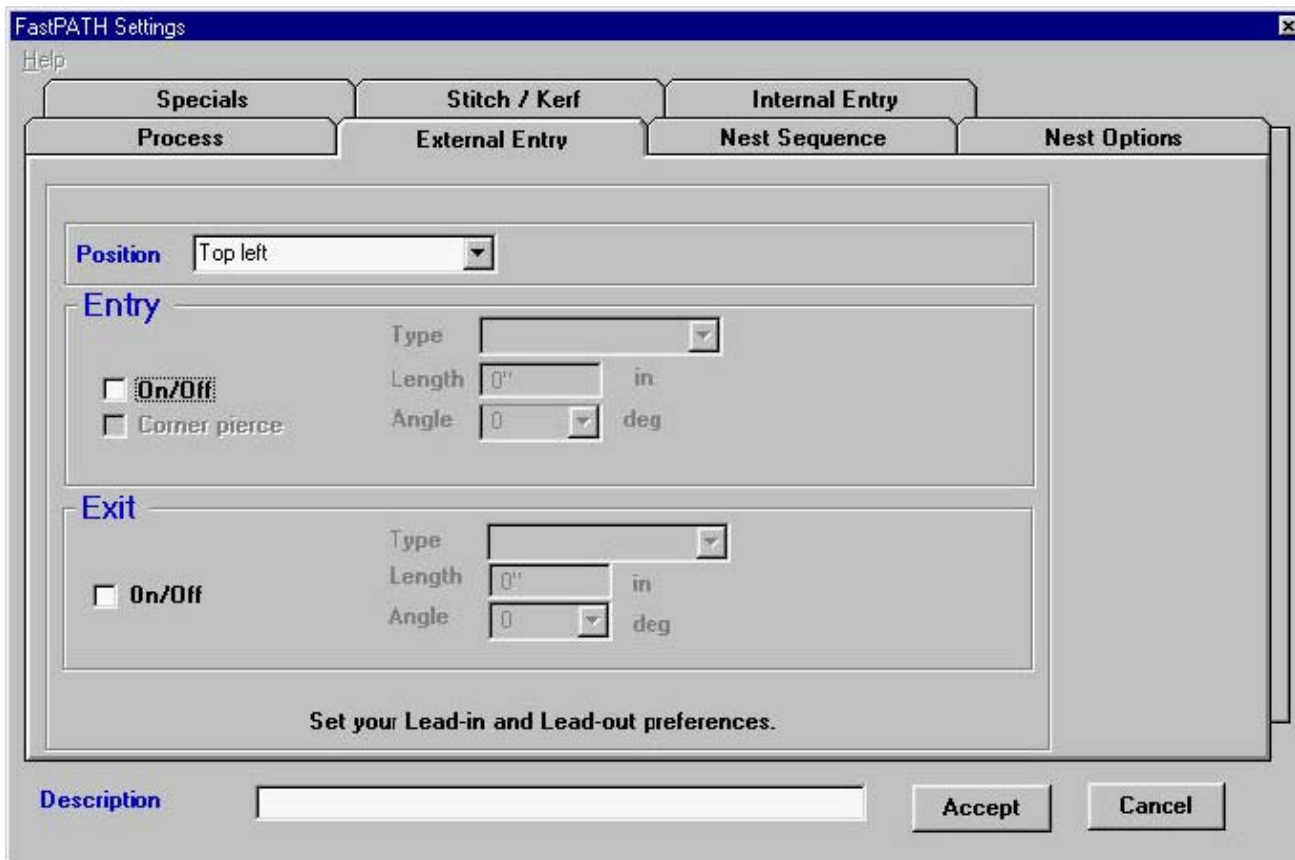 FastPATH Settings
Help
Specials Stitch / Kerf Internal Entry
Process External Entry Nest Sequence Nest Options
Position Top left
Entry
Type
On/Off
Length 0" in
Corner pierce
Angle 0 deg
Exit
Type
Length 0" in
On/Off
Angle 0 deg
Set your Lead-in and Lead-out preferences.
Description
Accept Cancel